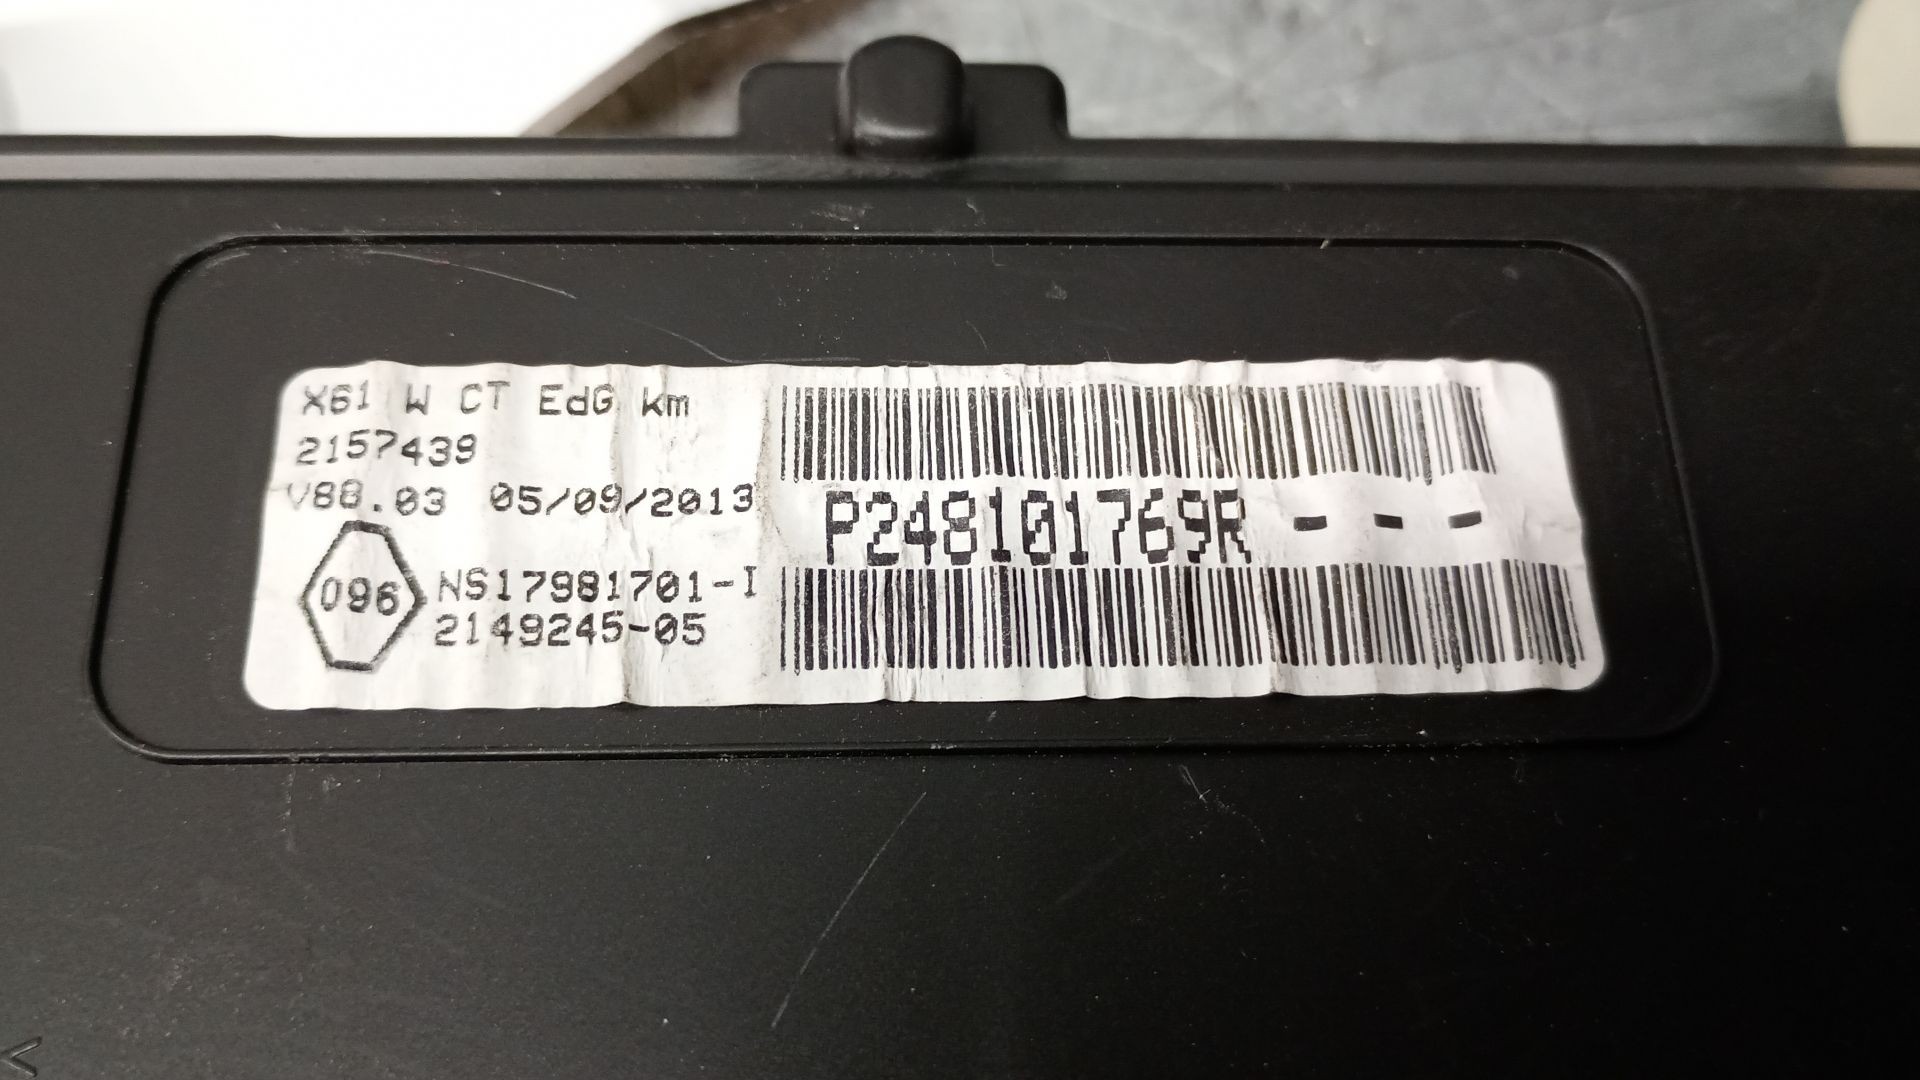 X61 W CT EdG km
2157439
V88.03 05/09/2013
096
NS17981701-I
2149245-05
P248101769R - - -